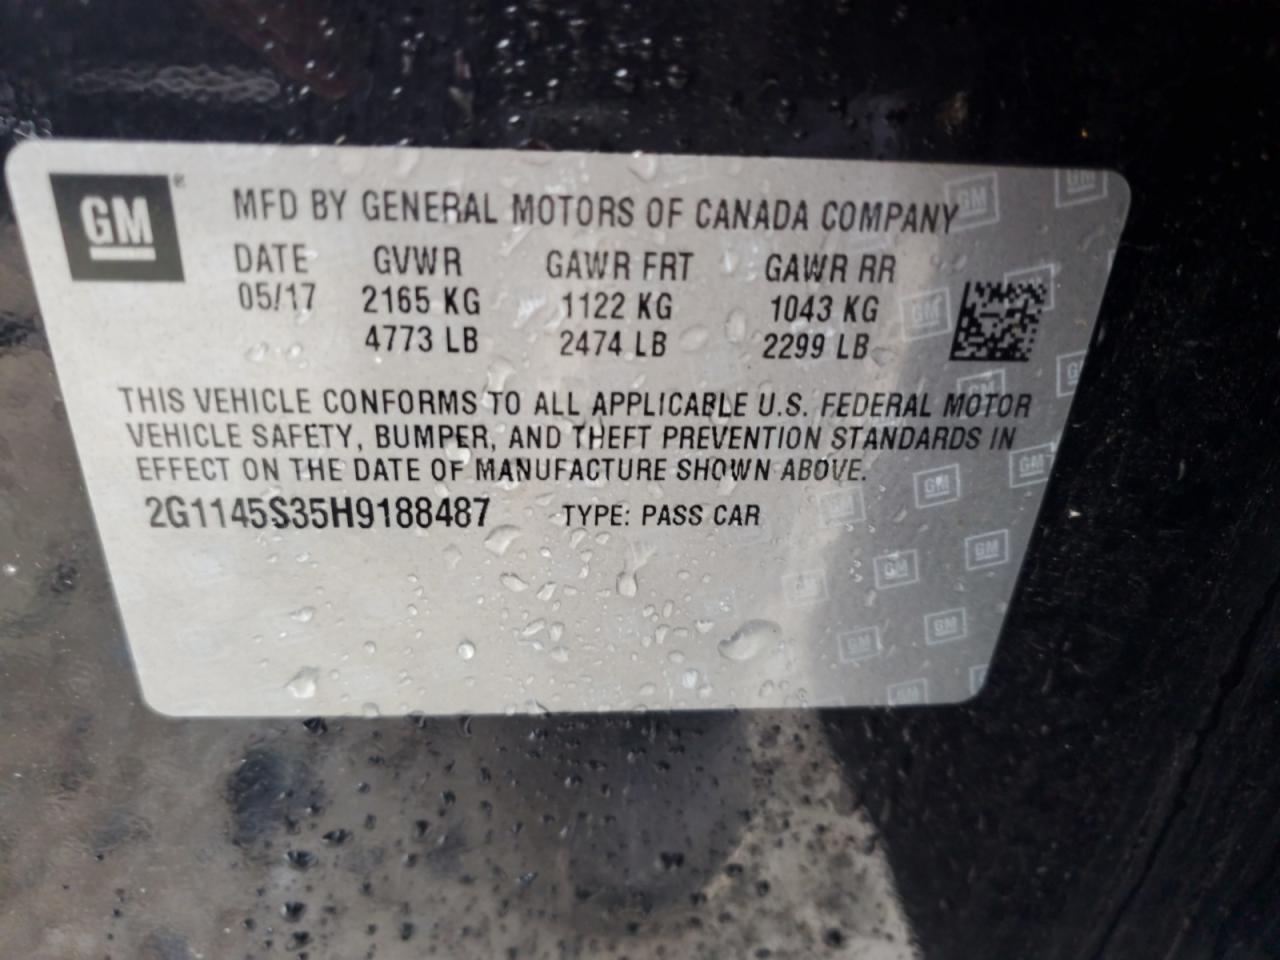 GM®
MFD BY GENERAL MOTORS OF CANADA COMPANY
DATE GVWR GAWR FRT GAWR RR
05/17 2165 KG 1122 KG 1043 KG
4773 LB 2474 LB 2299 LB
THIS VEHICLE CONFORMS TO ALL APPLICABLE U.S. FEDERAL MOTOR
VEHICLE SAFETY, BUMPER, AND THEFT PREVENTION STANDARDS IN
EFFECT ON THE DATE OF MANUFACTURE SHOWN ABOVE.
2G1145S35H9188487 TYPE: PASS CAR